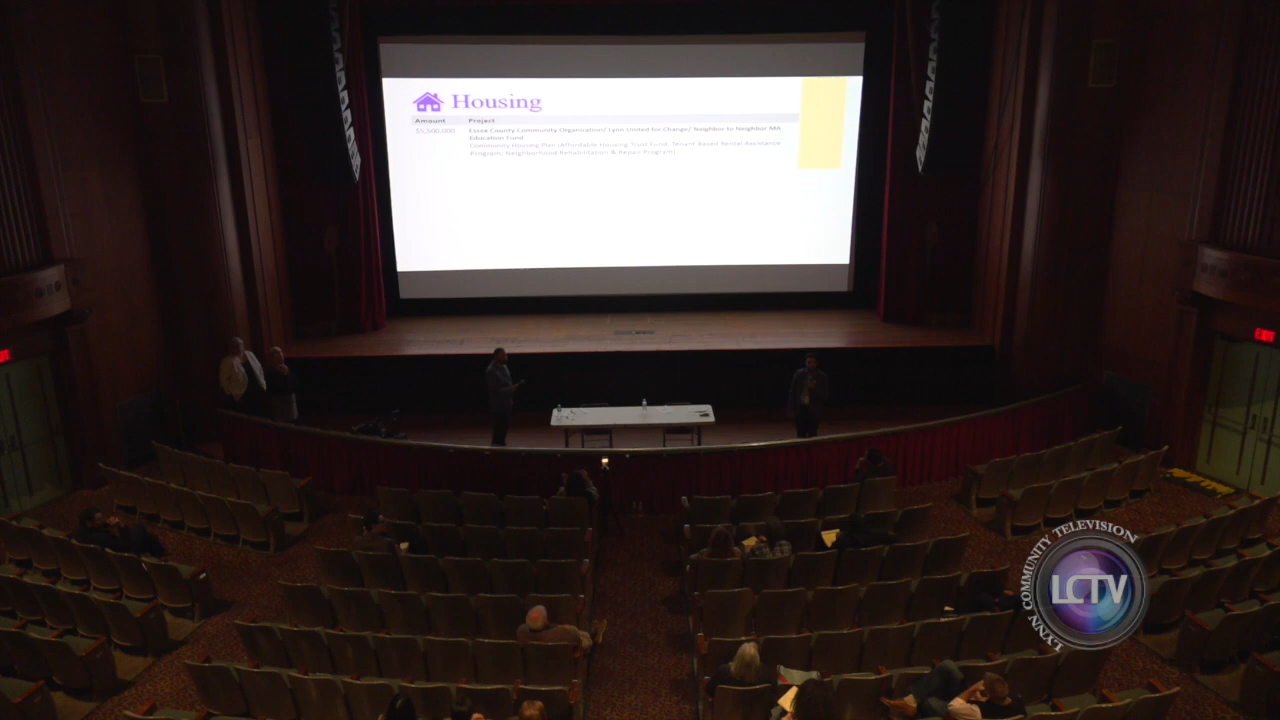 Housing
Amount Project
$5,500,000 Essex County Community Organization/ Lynn United for Change/ Neighbor to Neighbor MA
Education Fund
Community Housing Plan (Affordable Housing Trust Fund, Tenant Based Rental Assistance
Program, Neighborhood Rehabilitation & Repair Program)
EXIT
LYNN COMMUNITY TELEVISION
LCTV